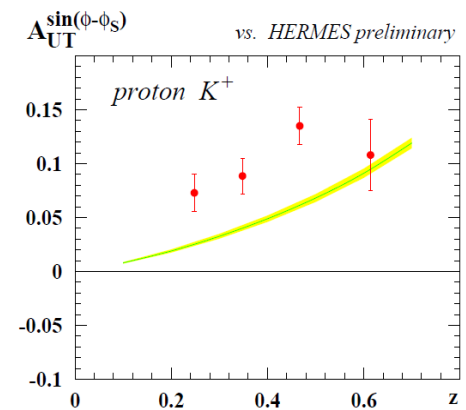 A_UT^sin(ϕ-ϕ_S)
vs. HERMES preliminary
proton K⁺
0.15
0.1
0.05
0
-0.05
-0.1
0 0.2 0.4 0.6 z